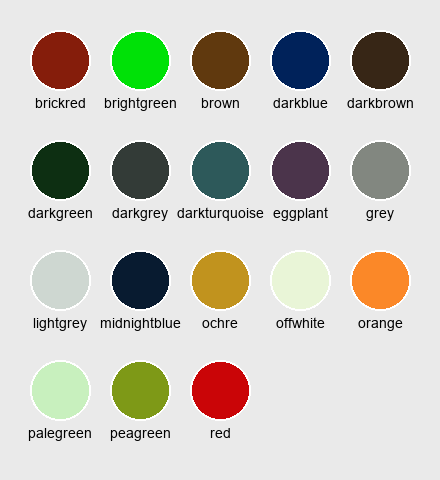 brickred brightgreen brown darkblue darkbrown
darkgreen darkgrey darkturquoise eggplant grey
lightgrey midnightblue ochre offwhite orange
palegreen peagreen red